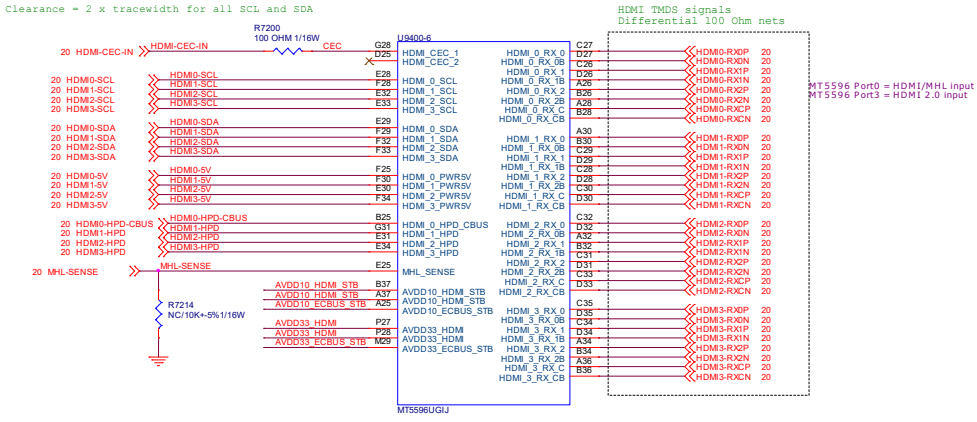 Clearance = 2 x tracewidth for all SCL and SDA
HDMI TMDS signals
Differential 100 Ohm nets
R7200
100 OHM 1/16W
U9400-6
20 HDMI-CEC-IN HDMI-CEC-IN CEC G28 HDMI_CEC_1
D25 HDMI_CEC_2
20 HDMI0-SCL HDMI0-SCL E28 HDMI_0_SCL
20 HDMI1-SCL HDMI1-SCL F28 HDMI_1_SCL
20 HDMI2-SCL HDMI2-SCL E32 HDMI_2_SCL
20 HDMI3-SCL HDMI3-SCL E33 HDMI_3_SCL
20 HDMI0-SDA HDMI0-SDA E29 HDMI_0_SDA
20 HDMI1-SDA HDMI1-SDA F29 HDMI_1_SDA
20 HDMI2-SDA HDMI2-SDA F32 HDMI_2_SDA
20 HDMI3-SDA HDMI3-SDA F33 HDMI_3_SDA
20 HDMI0-5V HDMI0-5V F25 HDMI_0_PWR5V
20 HDMI1-5V HDMI1-5V F30 HDMI_1_PWR5V
20 HDMI2-5V HDMI2-5V E30 HDMI_2_PWR5V
20 HDMI3-5V HDMI3-5V F34 HDMI_3_PWR5V
20 HDMI0-HPD-CBUS HDMI0-HPD-CBUS B25 HDMI_0_HPD_CBUS
20 HDMI1-HPD HDMI1-HPD G31 HDMI_1_HPD
20 HDMI2-HPD HDMI2-HPD E31 HDMI_2_HPD
20 HDMI3-HPD HDMI3-HPD E34 HDMI_3_HPD
20 MHL-SENSE MHL-SENSE E25 MHL_SENSE
R7214
NC/10K+-5%1/16W
AVDD10_HDMI_STB B37 AVDD10_HDMI_STB
AVDD10_HDMI_STB A37 AVDD10_HDMI_STB
AVDD10_ECBUS_STB A25 AVDD10_ECBUS_STB
AVDD33_HDMI P27 AVDD33_HDMI
AVDD33_HDMI P28 AVDD33_HDMI
AVDD33_ECBUS_STB M29 AVDD33_ECBUS_STB
HDMI_0_RX_0 C27 HDMI0-RX0P 20
HDMI_0_RX_0B D27 HDMI0-RX0N 20
HDMI_0_RX_1 C26 HDMI0-RX1P 20
HDMI_0_RX_1B D26 HDMI0-RX1N 20
HDMI_0_RX_2 A26 HDMI0-RX2P 20
HDMI_0_RX_2B B26 HDMI0-RX2N 20
HDMI_0_RX_C A28 HDMI0-RXCP 20
HDMI_0_RX_CB B28 HDMI0-RXCN 20
HDMI_1_RX_0 A30 HDMI1-RX0P 20
HDMI_1_RX_0B B30 HDMI1-RX0N 20
HDMI_1_RX_1 C29 HDMI1-RX1P 20
HDMI_1_RX_1B D29 HDMI1-RX1N 20
HDMI_1_RX_2 C28 HDMI1-RX2P 20
HDMI_1_RX_2B D28 HDMI1-RX2N 20
HDMI_1_RX_C C30 HDMI1-RXCP 20
HDMI_1_RX_CB D30 HDMI1-RXCN 20
HDMI_2_RX_0 C32 HDMI2-RX0P 20
HDMI_2_RX_0B D32 HDMI2-RX0N 20
HDMI_2_RX_1 A32 HDMI2-RX1P 20
HDMI_2_RX_1B B32 HDMI2-RX1N 20
HDMI_2_RX_2 C31 HDMI2-RX2P 20
HDMI_2_RX_2B D31 HDMI2-RX2N 20
HDMI_2_RX_C C33 HDMI2-RXCP 20
HDMI_2_RX_CB D33 HDMI2-RXCN 20
HDMI_3_RX_0 C35 HDMI3-RX0P 20
HDMI_3_RX_0B D35 HDMI3-RX0N 20
HDMI_3_RX_1 C34 HDMI3-RX1P 20
HDMI_3_RX_1B D34 HDMI3-RX1N 20
HDMI_3_RX_2 A34 HDMI3-RX2P 20
HDMI_3_RX_2B B34 HDMI3-RX2N 20
HDMI_3_RX_C A36 HDMI3-RXCP 20
HDMI_3_RX_CB B36 HDMI3-RXCN 20
MT5596 Port0 = HDMI/MHL input
MT5596 Port3 = HDMI 2.0 input
MT5596UGIJ